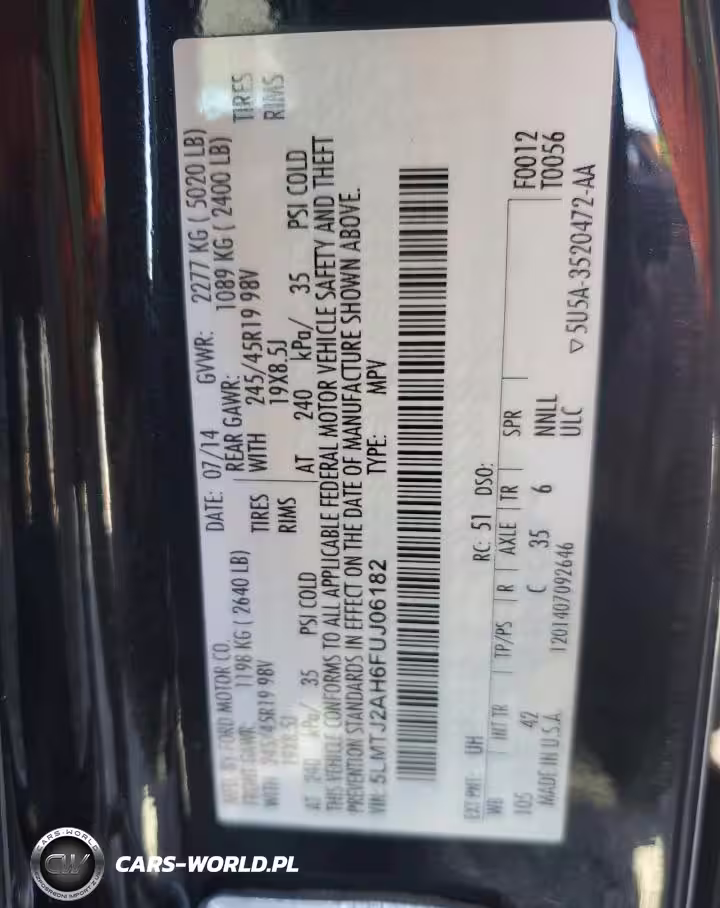 MFD. BY FORD MOTOR CO.
DATE: 07/14
GVWR: 2277 KG ( 5020 LB)
FRONT GAWR: 1198 KG ( 2640 LB)
REAR GAWR: 1089 KG ( 2400 LB)
WITH 245/45R19 98V TIRES
WITH 245/45R19 98V TIRES
19X8.5J RIMS
19X8.5J RIMS
AT 240 kPa/ 35 PSI COLD
AT 240 kPa/ 35 PSI COLD
THIS VEHICLE CONFORMS TO ALL APPLICABLE FEDERAL MOTOR VEHICLE SAFETY AND THEFT
PREVENTION STANDARDS IN EFFECT ON THE DATE OF MANUFACTURE SHOWN ABOVE.
VIN: 5LMTJ2AH6FUJ06182
TYPE: MPV
EXT PNT: UH
RC: 51 DSO:
F0012
T0056
WB INT TR TP/PS R AXLE TR SPR
105 42 C 35 6 NNLL
ULC
MADE IN U.S.A.
1201407092646
▽5U5A-3520472-AA
CARS-WORLD
CW
CARS-WORLD.PL